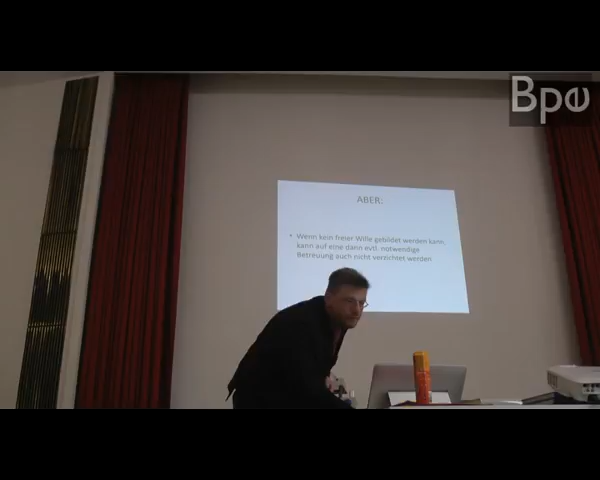 Bpe
ABER:
• Wenn kein freier Wille gebildet werden kann,
kann auf eine dann evtl. notwendige
Betreuung auch nicht verzichtet werden